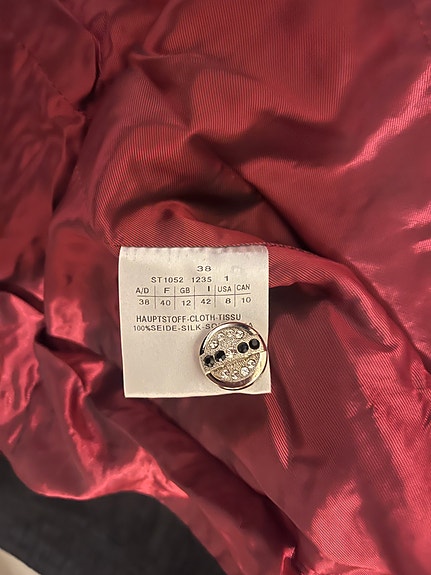 38
ST1052 1235 1
A/D F GB I USA CAN
38 40 12 42 8 10
HAUPTSTOFF-CLOTH-TISSU
100%SEIDE-SILK-SO